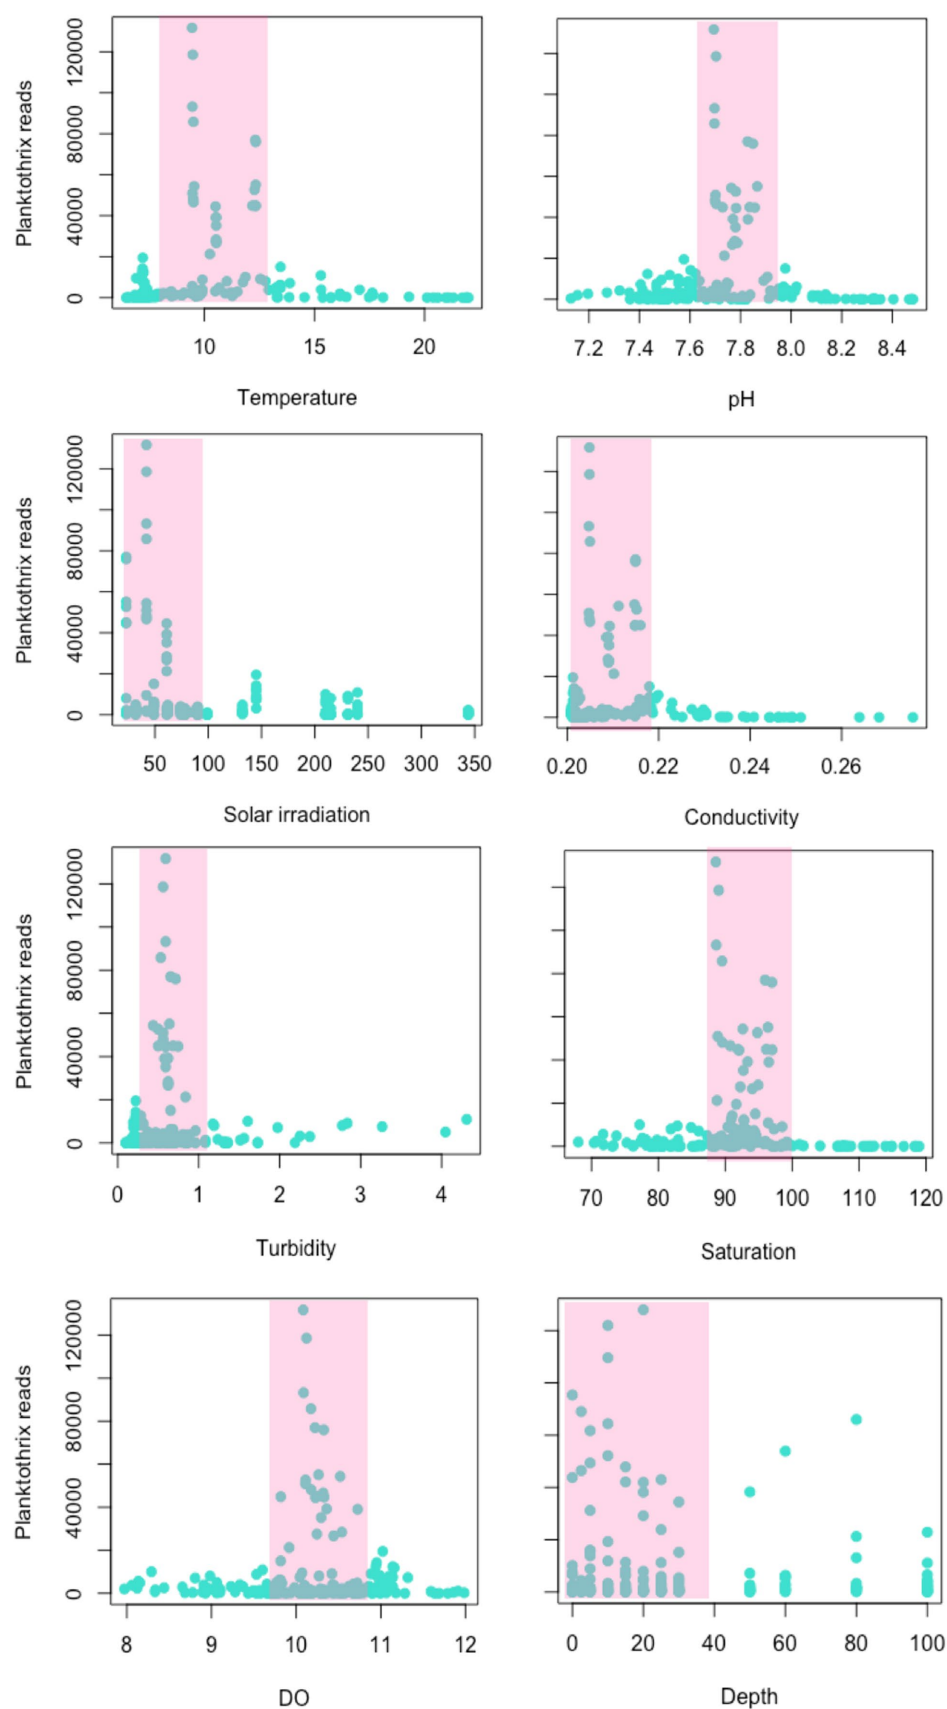 Planktothrix reads
0 40000 80000 120000
10 15 20
Temperature
7.2 7.4 7.6 7.8 8.0 8.2 8.4
pH
Planktothrix reads
0 40000 80000 120000
50 100 150 200 250 300 350
Solar irradiation
0.20 0.22 0.24 0.26
Conductivity
Planktothrix reads
0 40000 80000 120000
0 1 2 3 4
Turbidity
70 80 90 100 110 120
Saturation
Planktothrix reads
0 40000 80000 120000
8 9 10 11 12
DO
0 20 40 60 80 100
Depth